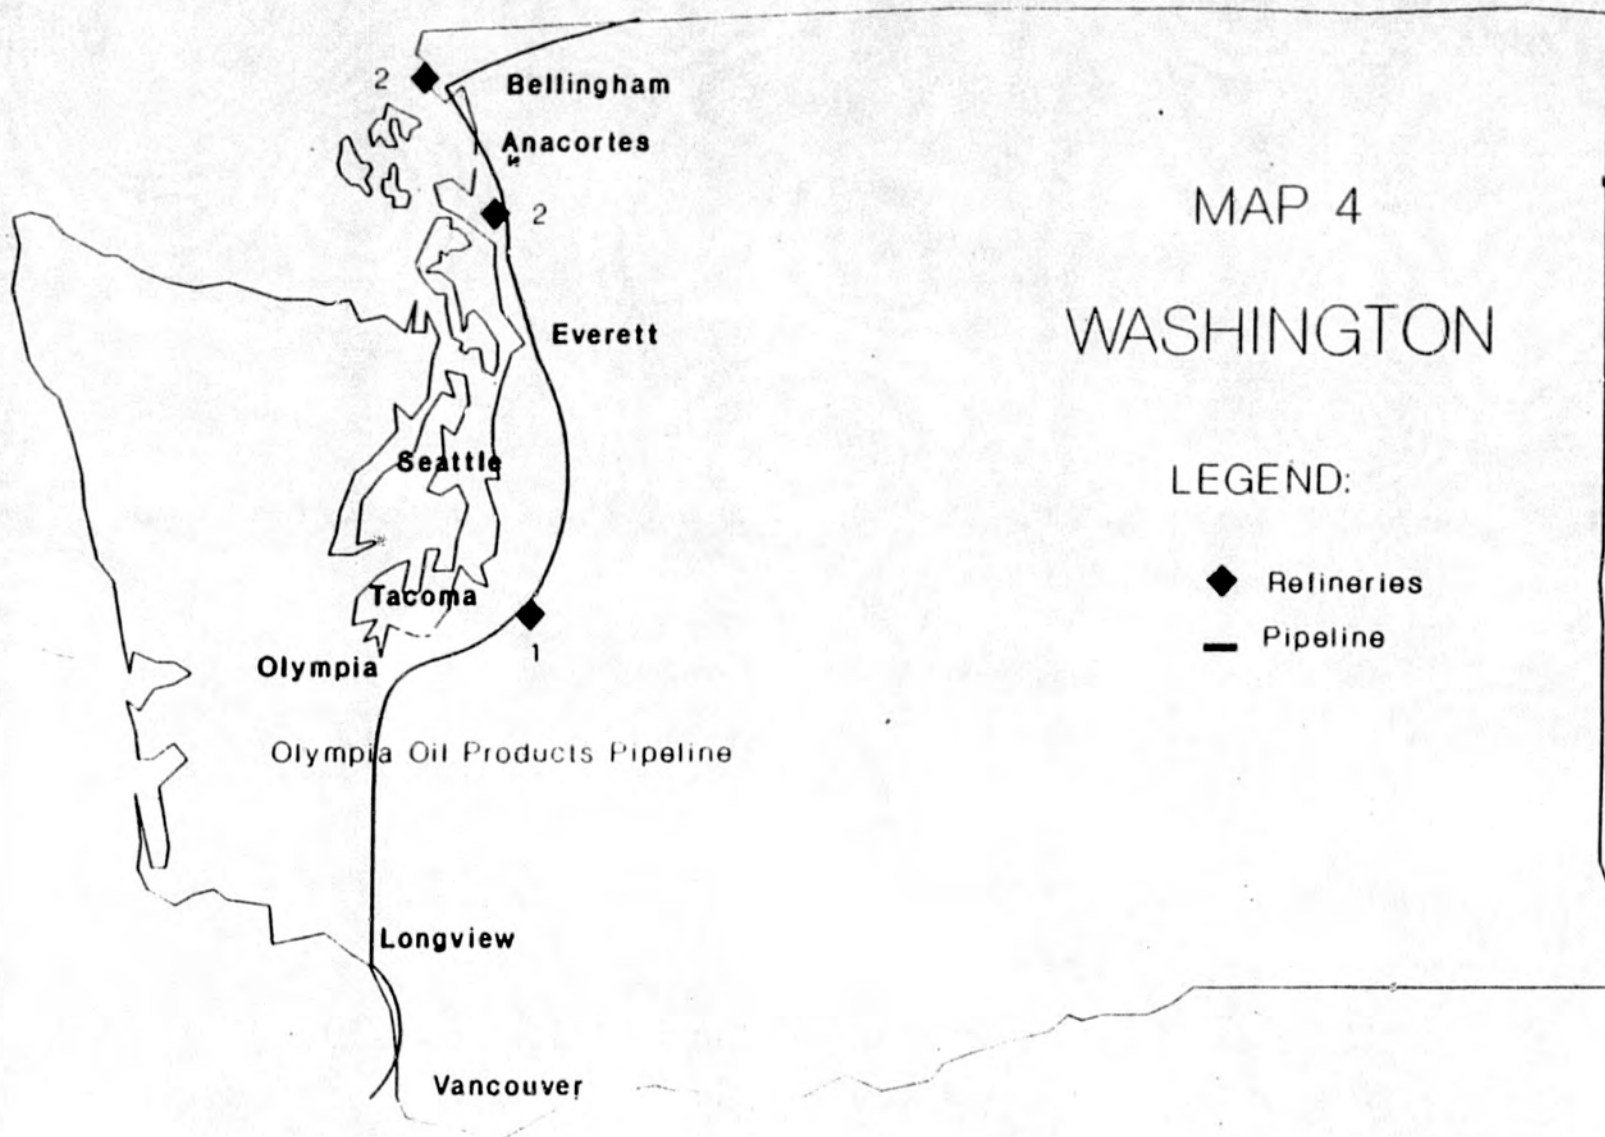 2
Bellingham
Anacortes
2
Everett
Seattle
Tacoma
1
Olympia
Olympia Oil Products Pipeline
Longview
Vancouver
MAP 4
WASHINGTON
LEGEND:
Refineries
Pipeline